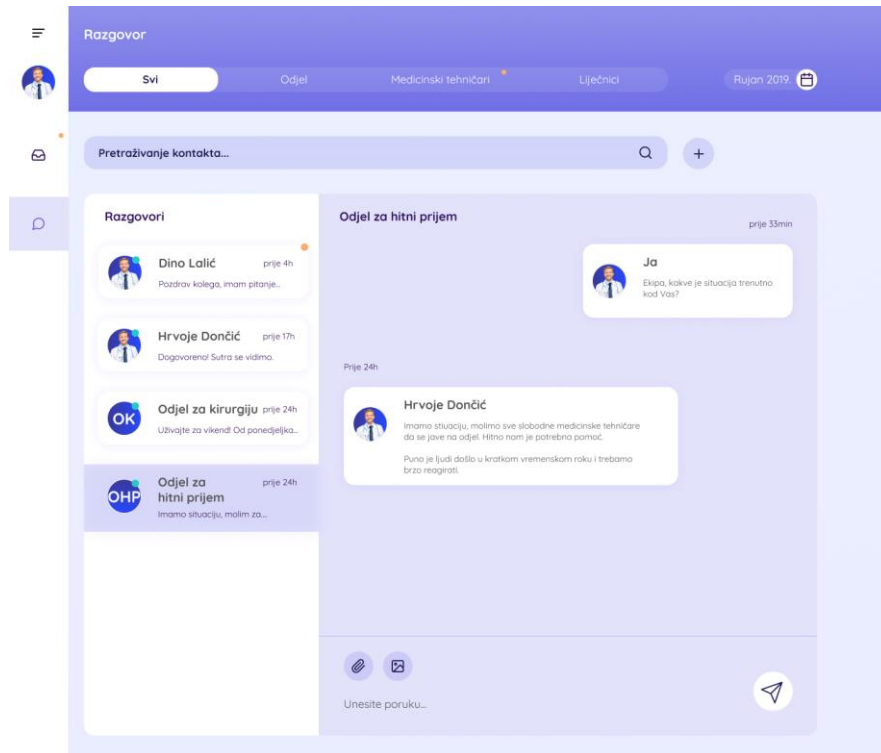 Razgovor
Svi
Odjel
Medicinski tehničari
Liječnici
Rujan 2019.
Pretraživanje kontakta...
Razgovori
Dino Lalić
prije 4h
Pozdrav kolega, imam pitanje...
Hrvoje Dončić
prije 17h
Dogovoreno! Sutra se vidimo.
OK
Odjel za kirurgiju
prije 24h
Uživajte za vikend! Od ponedjeljka...
OHP
Odjel za
hitni prijem
prije 24h
Imamo situaciju, molim za...
Odjel za hitni prijem
prije 33min
Ja
Ekipa, kakve je situacija trenutno
kod Vas?
Prije 24h
Hrvoje Dončić
Imamo stiuaciju, molimo sve slobodne medicinske tehničare
da se jave na odjel. Hitno nam je potrebno pomoć.
Puno je ljudi došlo u kratkom vremenskom roku i trebamo
brzo reagirati.
Unesite poruku...